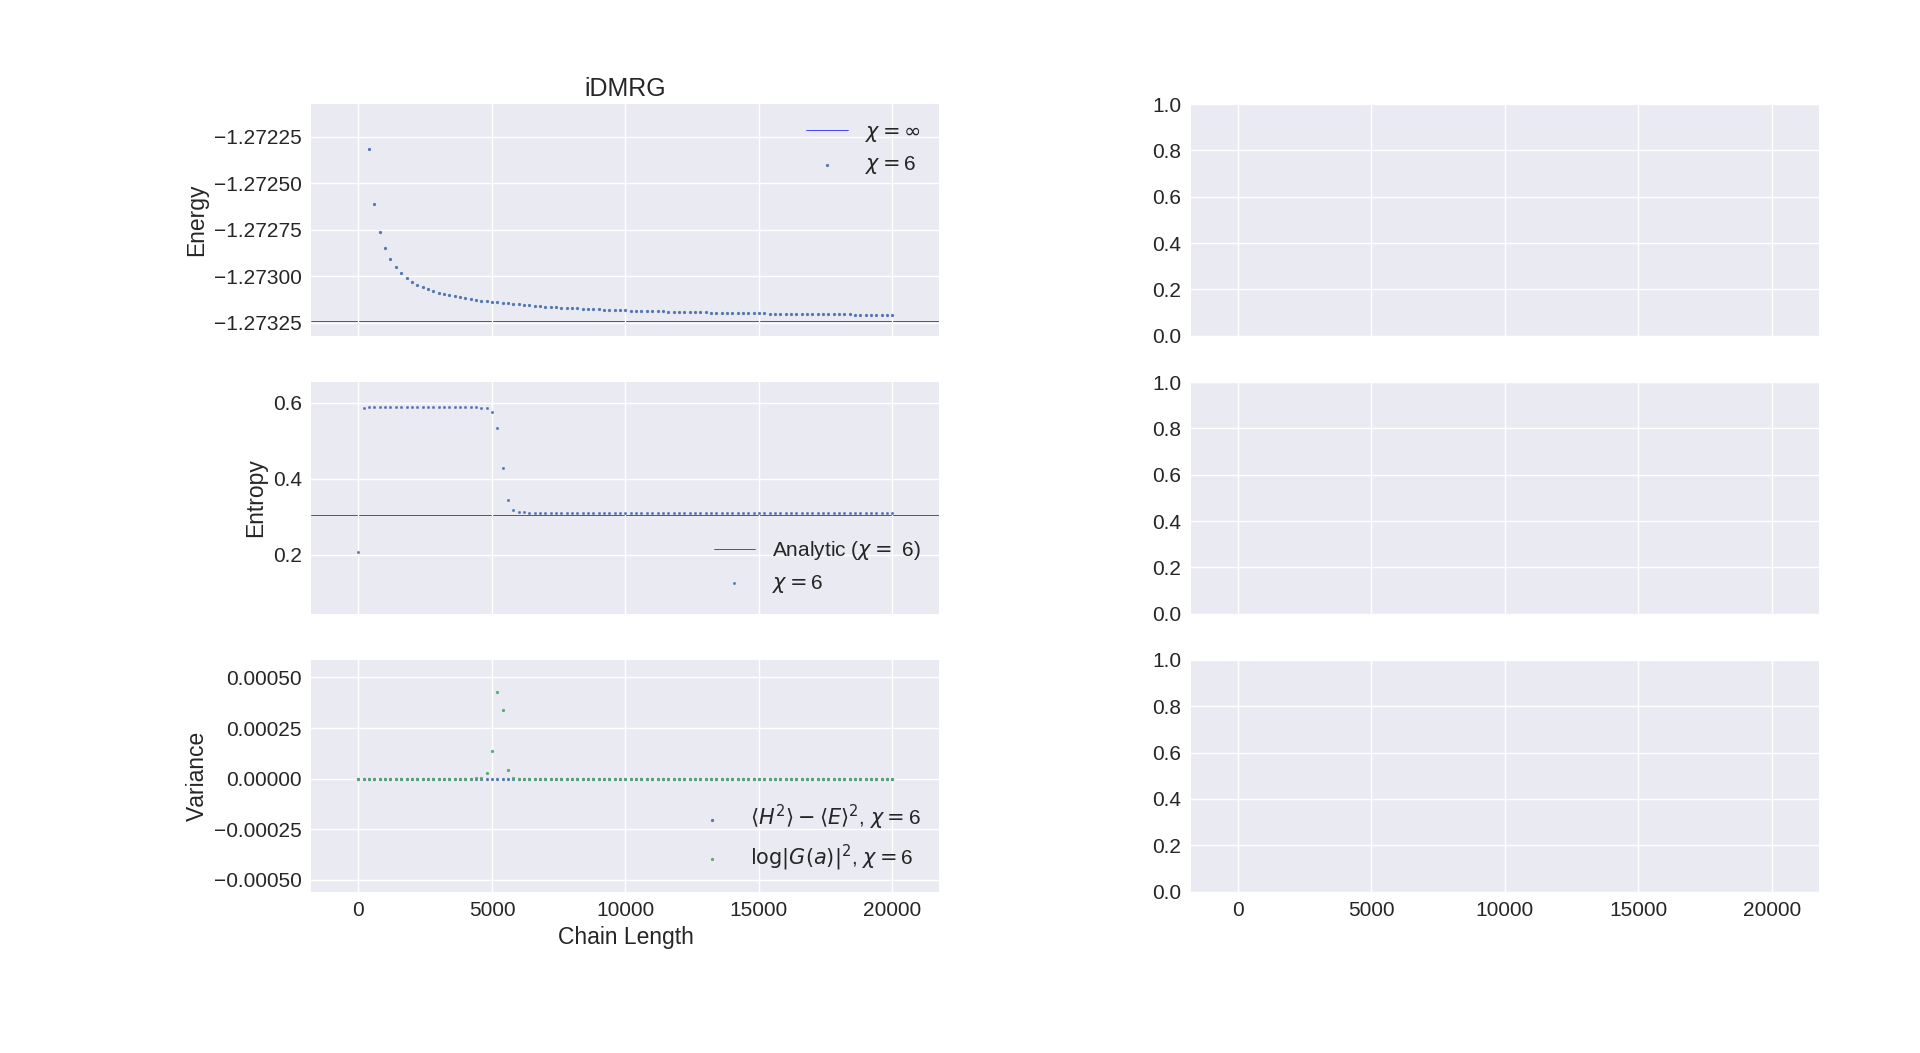 iDMRG
−1.27225
−1.27250
−1.27275
−1.27300
−1.27325
Energy
χ = ∞
χ = 6
0.6
0.4
0.2
Entropy
Analytic (χ = 6)
χ = 6
0.00050
0.00025
0.00000
−0.00025
−0.00050
Variance
⟨H²⟩ − ⟨E⟩², χ = 6
log|G(a)|², χ = 6
0 5000 10000 15000 20000
Chain Length
1.0
0.8
0.6
0.4
0.2
0.0
1.0
0.8
0.6
0.4
0.2
0.0
1.0
0.8
0.6
0.4
0.2
0.0
0 5000 10000 15000 20000